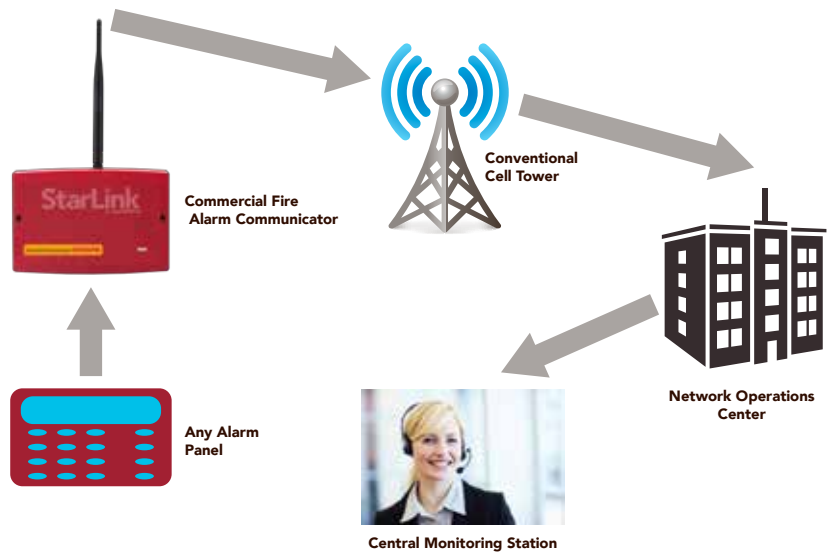 StarLink
Commercial Fire
Alarm Communicator
Conventional
Cell Tower
Network Operations
Center
Any Alarm
Panel
Central Monitoring Station